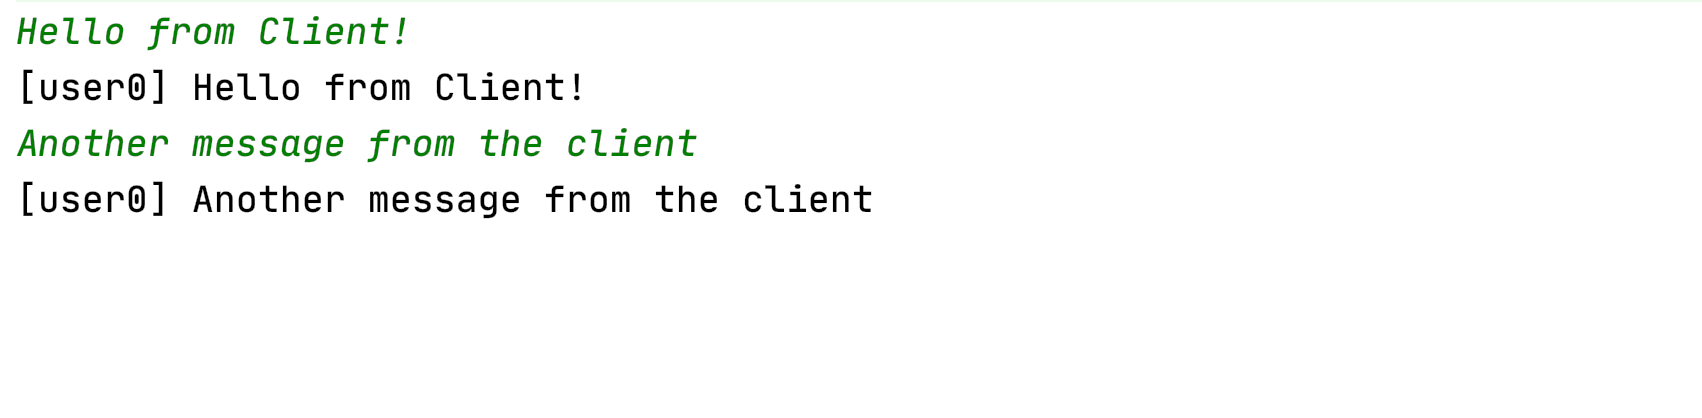 Hello from Client!
[user0] Hello from Client!
Another message from the client
[user0] Another message from the client